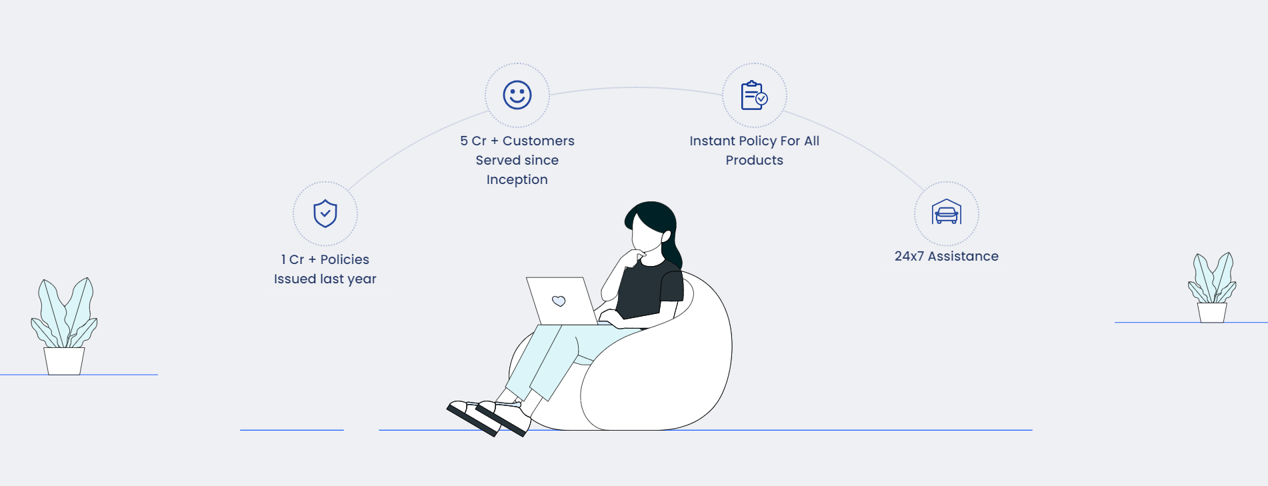 1 Cr + Policies
Issued last year
5 Cr + Customers
Served since
Inception
Instant Policy For All
Products
24x7 Assistance